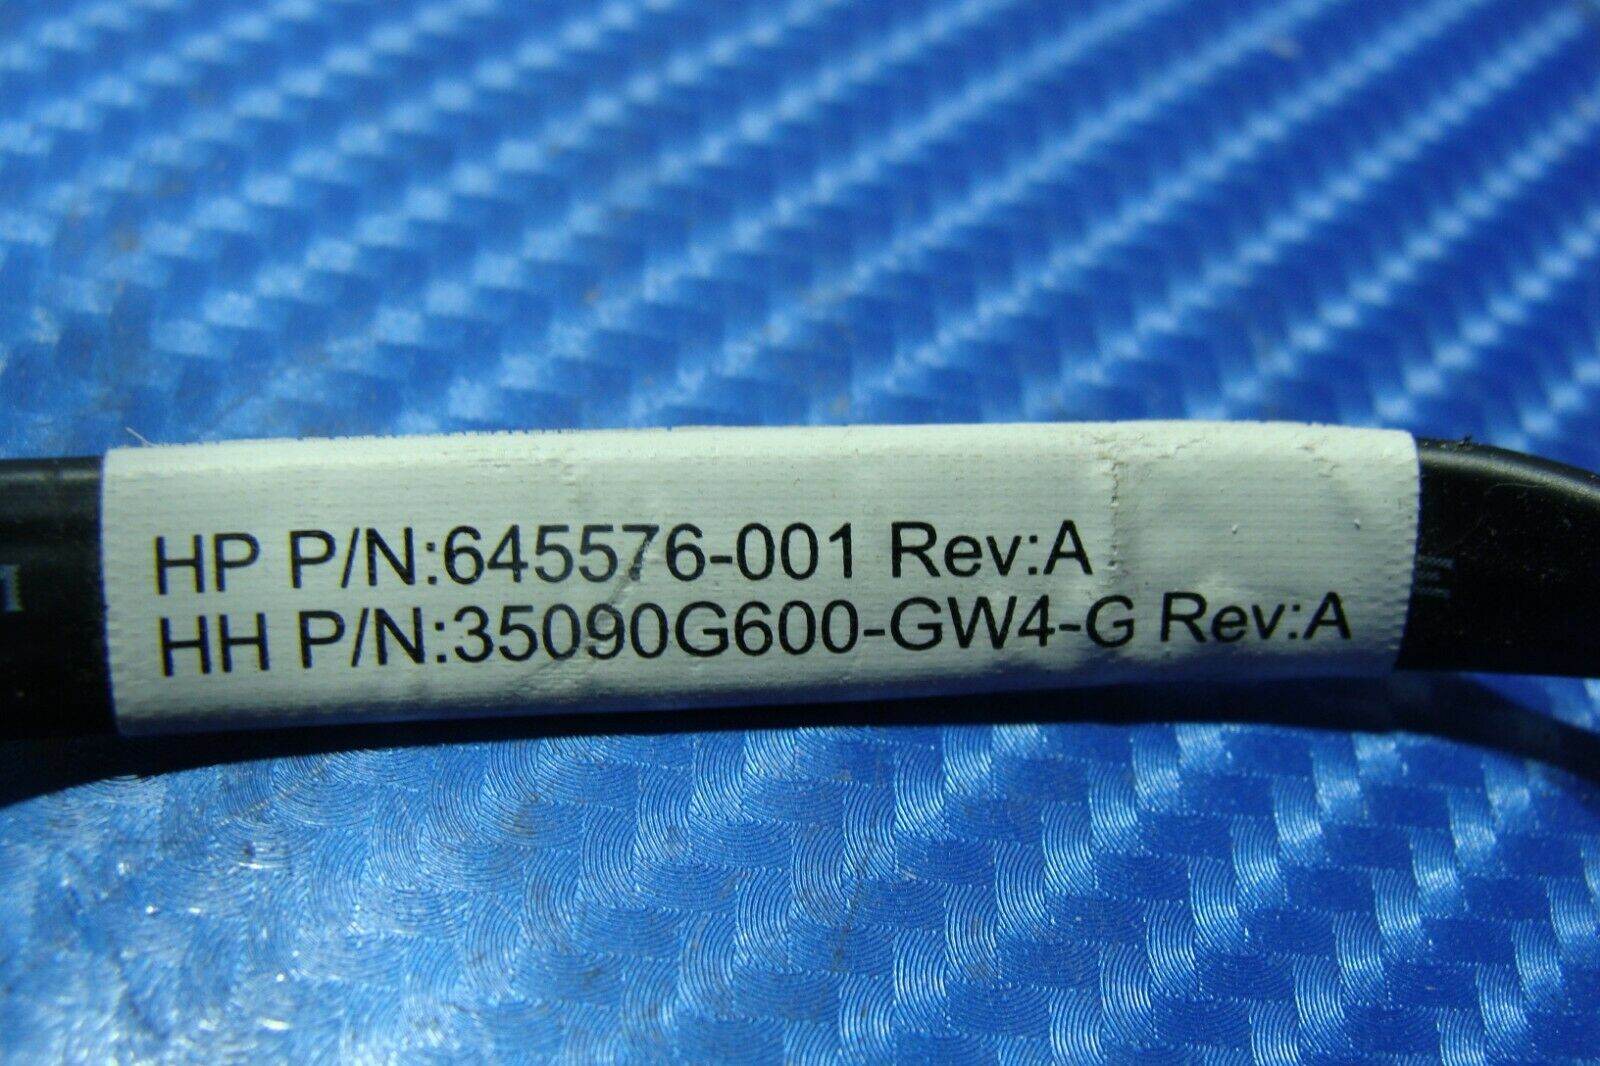 HP P/N:645576-001 Rev:A
HH P/N:35090G600-GW4-G Rev:A